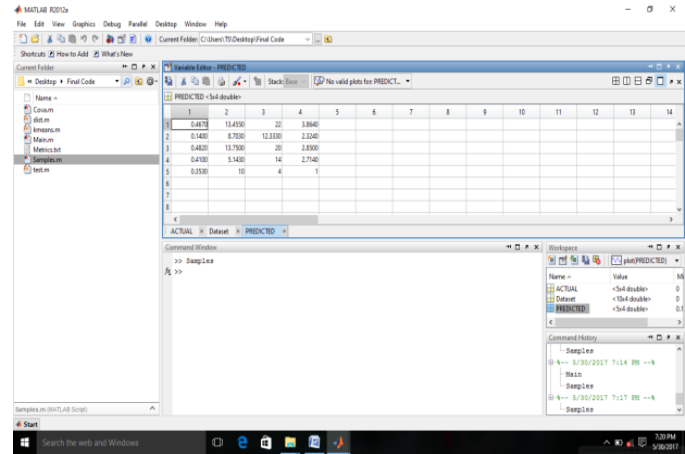 MATLAB R2012a
File Edit View Graphics Debug Parallel Desktop Window Help
Current Folder: C:\Users\TS\Desktop\Final Code
Shortcuts How to Add What's New
Current Folder
« Desktop ▸ Final Code
Name
Cova.m
dist.m
kmeans.m
Main.m
Metrics.txt
Samples.m
test.m
Samples.m (MATLAB Script)
Variable Editor - PREDICTED
Stack: Base No valid plots for: PREDICT...
PREDICTED <5x4 double>
1 2 3 4 5 6 7 8 9 10 11 12 13 14
1 0.4670 13.4550 22 3.8640
2 0.1400 8.7030 12.3330 2.3240
3 0.4820 13.7500 20 2.8500
4 0.4100 5.1430 14 2.7140
5 0.3530 10 4 1
6
7
8
ACTUAL Dataset PREDICTED
Command Window
>> Samples
fx >>
Workspace
plot(PREDICTED)
Name Value Mi
ACTUAL <5x4 double> 0
Dataset <10x4 double> 0
PREDICTED <5x4 double> 0.1
Command History
Samples
%-- 5/30/2017 7:14 PM --%
Main
Samples
%-- 5/30/2017 7:17 PM --%
Samples
Start
Search the web and Windows
7:20 PM
5/30/2017